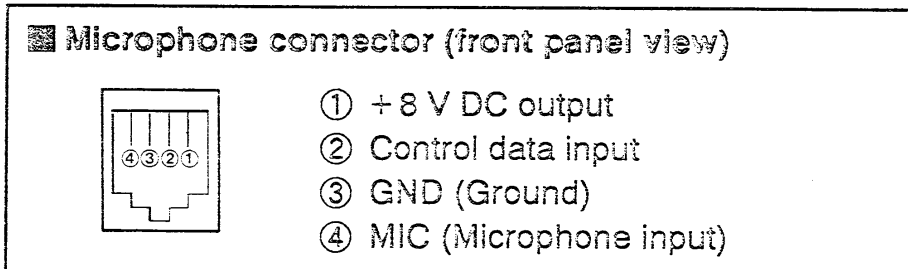 Microphone connector (front panel view)
④③②①
① +8 V DC output
② Control data input
③ GND (Ground)
④ MIC (Microphone input)